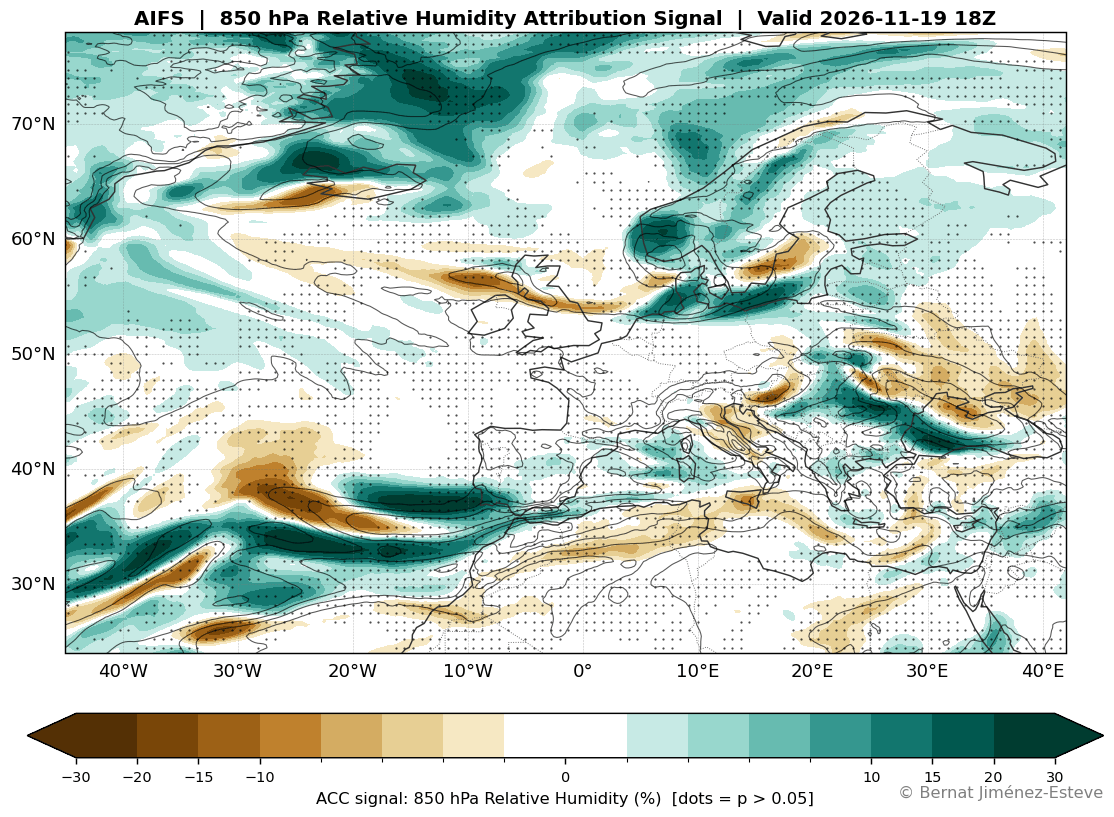 AIFS | 850 hPa Relative Humidity Attribution Signal | Valid 2026-11-19 18Z
70°N
60°N
50°N
40°N
30°N
40°W 30°W 20°W 10°W 0° 10°E 20°E 30°E 40°E
−30 −20 −15 −10 0 10 15 20 30
ACC signal: 850 hPa Relative Humidity (%) [dots = p > 0.05]
© Bernat Jiménez-Esteve